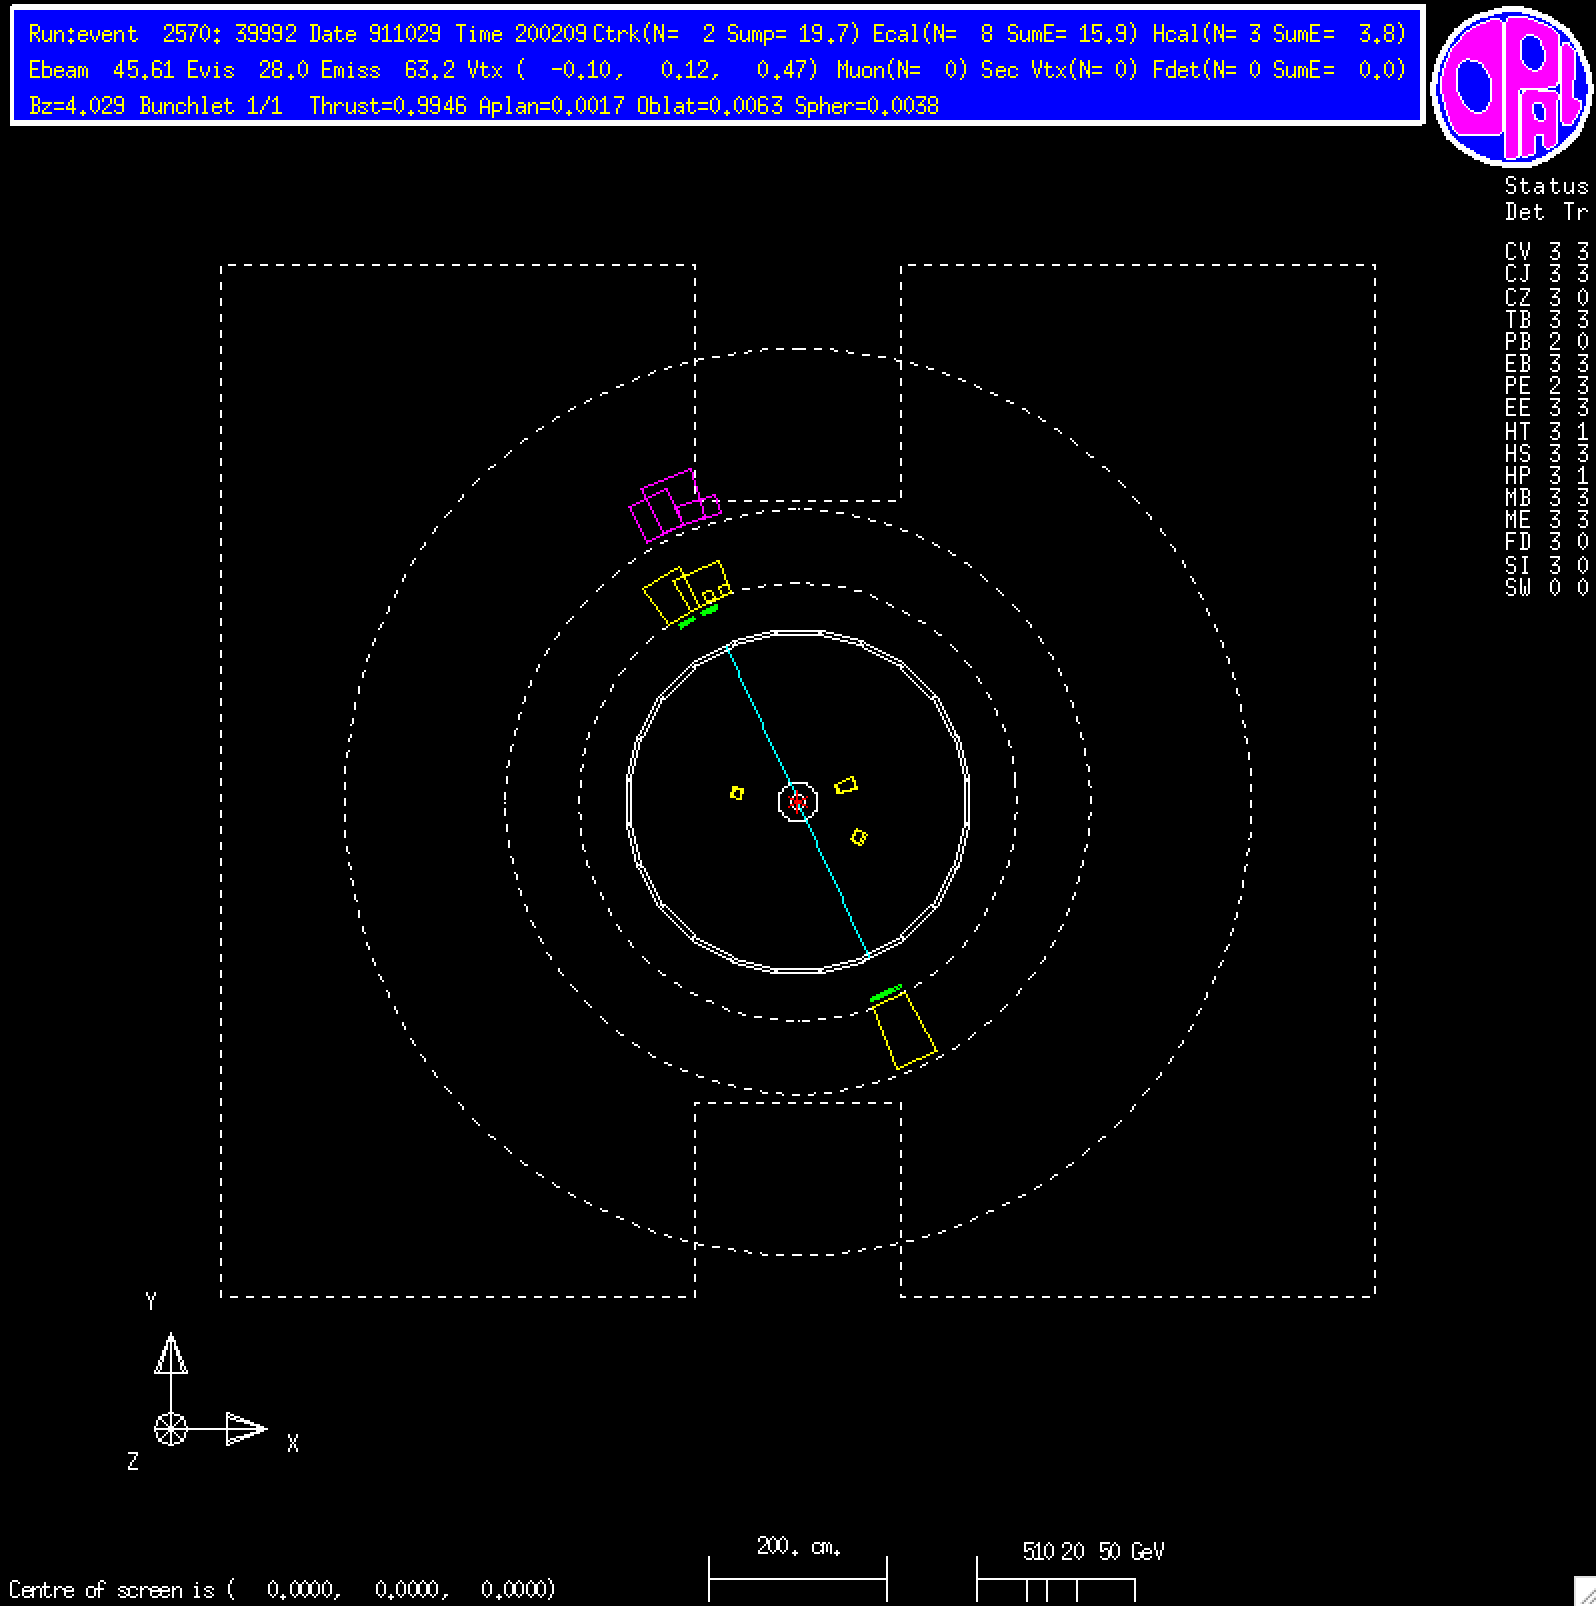 Run:event 2570: 39992 Date 911029 Time 200209 Ctrk(N= 2 Sump= 19.7) Ecal(N= 8 SumE= 15.9) Hcal(N= 3 SumE= 3.8)
Ebeam 45.61 Evis 28.0 Emiss 63.2 Vtx ( -0.10, 0.12, 0.47) Muon(N= 0) Sec Vtx(N= 0) Fdet(N= 0 SumE= 0.0)
Bz=4.029 Bunchlet 1/1 Thrust=0.9946 Aplan=0.0017 Oblat=0.0063 Spher=0.0038
OPAL
Status
Det Tr
CV 3 3
CJ 3 3
CZ 3 0
TB 3 3
PB 2 0
EB 3 3
PE 2 3
EE 3 3
HT 3 1
HS 3 3
HP 3 1
MB 3 3
ME 3 3
FD 3 0
SI 3 0
SW 0 0
Y
X
Z
200. cm.
5 10 20 50 GeV
Centre of screen is ( 0.0000, 0.0000, 0.0000)